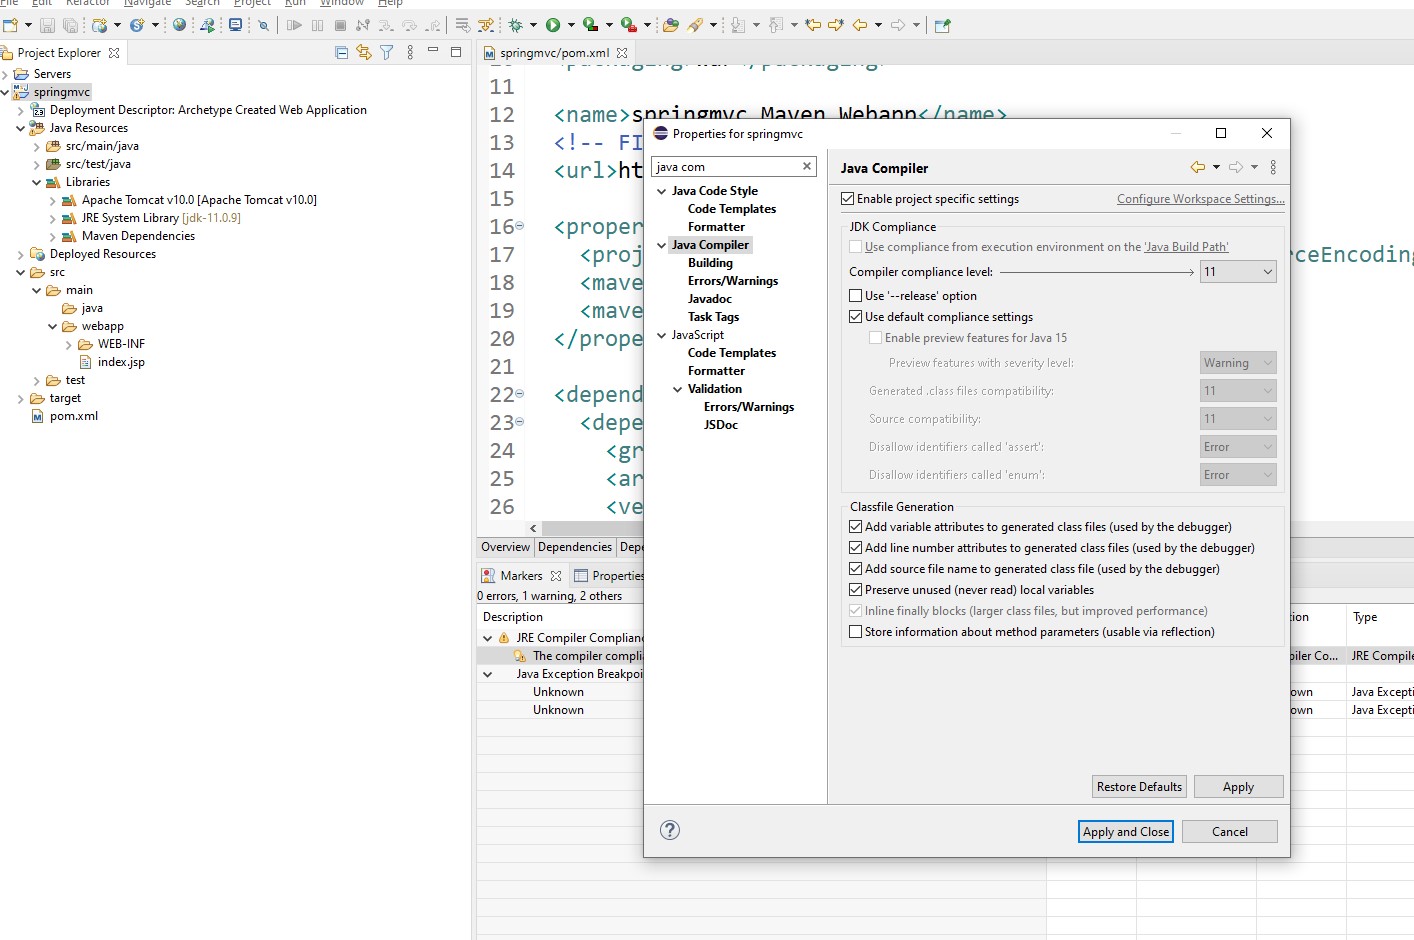 File Edit Refactor Navigate Search Project Run Window Help
Project Explorer
Servers
springmvc
Deployment Descriptor: Archetype Created Web Application
Java Resources
src/main/java
src/test/java
Libraries
Apache Tomcat v10.0 [Apache Tomcat v10.0]
JRE System Library [jdk-11.0.9]
Maven Dependencies
Deployed Resources
src
main
java
webapp
WEB-INF
index.jsp
test
target
pom.xml
springmvc/pom.xml
<packaging>war</packaging>
11
12 <name>springmvc Maven Webapp</name>
13 <!-- FI
14 <url>ht
15
16 <proper
17 <proj rceEncoding
18 <mave
19 <mave
20 </prope
21
22 <depend
23 <depe
24 <gr
25 <ar
26 <ve
Overview Dependencies Depe
Markers Properties
0 errors, 1 warning, 2 others
Description tion Type
JRE Compiler Complianc
The compiler compli piler Co... JRE Compile
Java Exception Breakpoi
Unknown own Java Excepti
Unknown own Java Excepti
Properties for springmvc
java com
Java Code Style
Code Templates
Formatter
Java Compiler
Building
Errors/Warnings
Javadoc
Task Tags
JavaScript
Code Templates
Formatter
Validation
Errors/Warnings
JSDoc
Java Compiler
Enable project specific settings Configure Workspace Settings...
JDK Compliance
Use compliance from execution environment on the 'Java Build Path'
Compiler compliance level: 11
Use '--release' option
Use default compliance settings
Enable preview features for Java 15
Preview features with severity level: Warning
Generated .class files compatibility: 11
Source compatibility: 11
Disallow identifiers called 'assert': Error
Disallow identifiers called 'enum': Error
Classfile Generation
Add variable attributes to generated class files (used by the debugger)
Add line number attributes to generated class files (used by the debugger)
Add source file name to generated class file (used by the debugger)
Preserve unused (never read) local variables
Inline finally blocks (larger class files, but improved performance)
Store information about method parameters (usable via reflection)
Restore Defaults Apply
Apply and Close Cancel